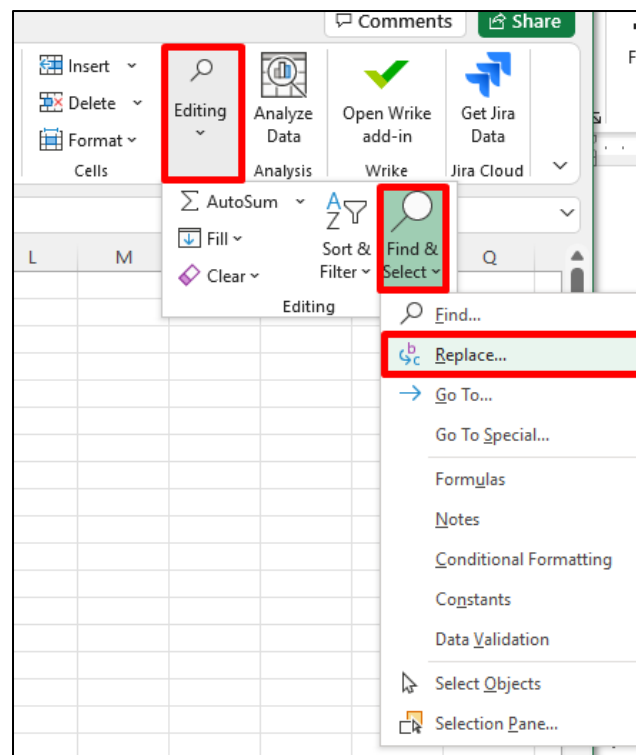 Comments
Share
F
Insert
Delete
Format
Cells
Editing
Analyze
Data
Analysis
Open Wrike
add-in
Wrike
Get Jira
Data
Jira Cloud
AutoSum
Fill
Clear
Sort &
Filter
Find &
Select
Editing
L M Q
Find...
Replace...
Go To...
Go To Special...
Formulas
Notes
Conditional Formatting
Constants
Data Validation
Select Objects
Selection Pane...